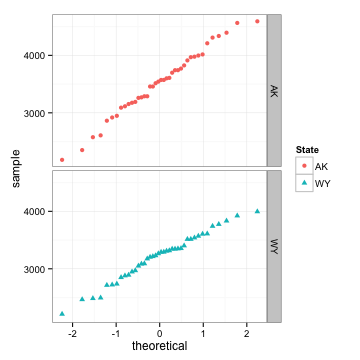 4000
3000
AK
sample
4000
3000
WY
-2 -1 0 1 2
theoretical
State
AK
WY